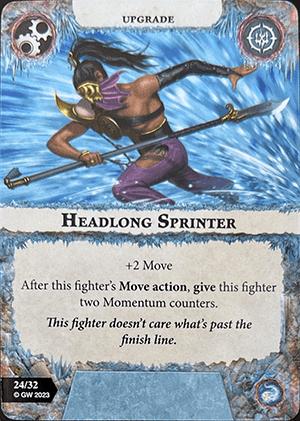 UPGRADE
HEADLONG SPRINTER
+2 Move
After this fighter's Move action, give this fighter
two Momentum counters.
This fighter doesn't care what's past the
finish line.
24/32
© GW 2023